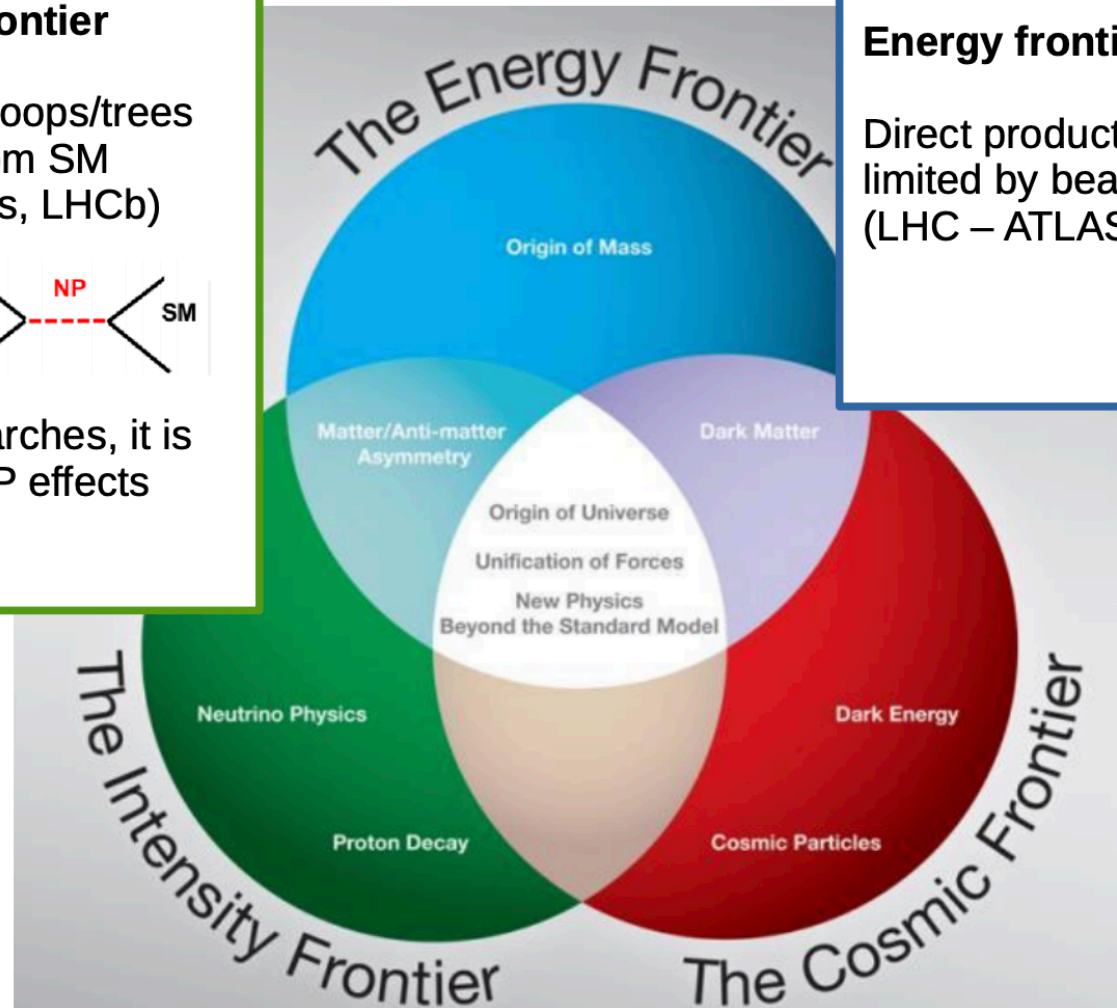 ontier
oops/trees
m SM
s, LHCb)
NP
SM
arches, it is
P effects
Energy fronti
Direct product
limited by bea
(LHC – ATLAS
The Energy Frontier
Origin of Mass
Matter/Anti-matter
Asymmetry
Dark Matter
Origin of Universe
Unification of Forces
New Physics
Beyond the Standard Model
Neutrino Physics
Dark Energy
Proton Decay
Cosmic Particles
The Intensity Frontier
The Cosmic Frontier